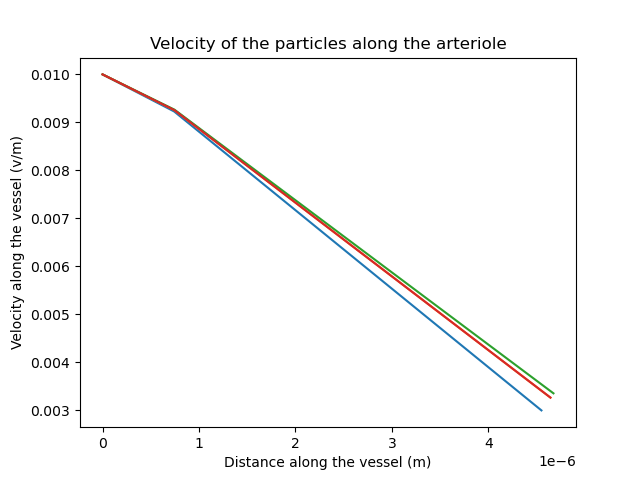 Velocity of the particles along the arteriole
Velocity along the vessel (v/m)
0.010
0.009
0.008
0.007
0.006
0.005
0.004
0.003
0 1 2 3 4
1e−6
Distance along the vessel (m)